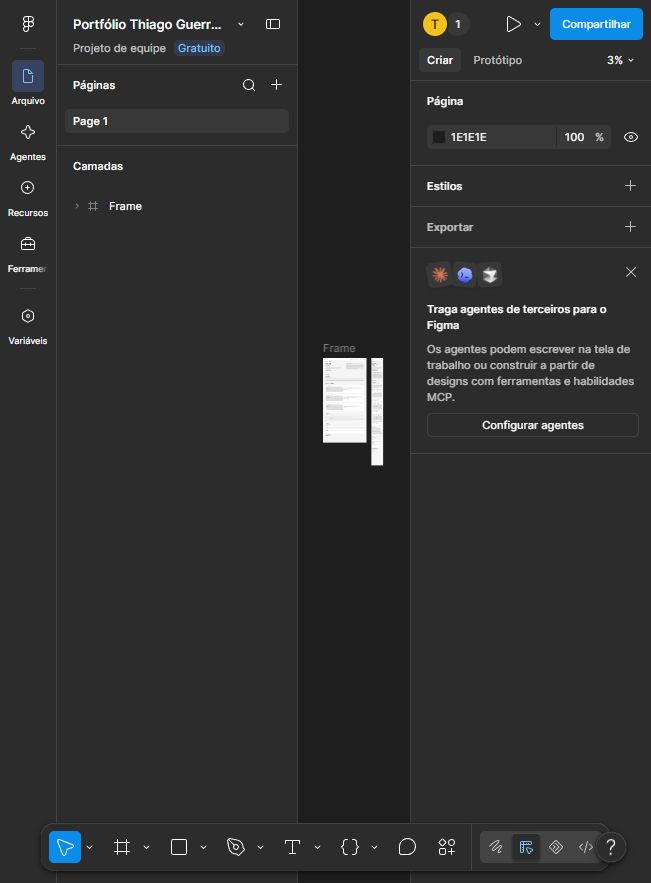 Portfólio Thiago Guerr...
Projeto de equipe Gratuito
Arquivo
Agentes
Recursos
Ferramer
Variáveis
Páginas
Page 1
Camadas
Frame
Frame
T 1
Compartilhar
Criar Protótipo 3%
Página
1E1E1E 100 %
Estilos
Exportar
Traga agentes de terceiros para o
Figma
Os agentes podem escrever na tela de
trabalho ou construir a partir de
designs com ferramentas e habilidades
MCP.
Configurar agentes
?